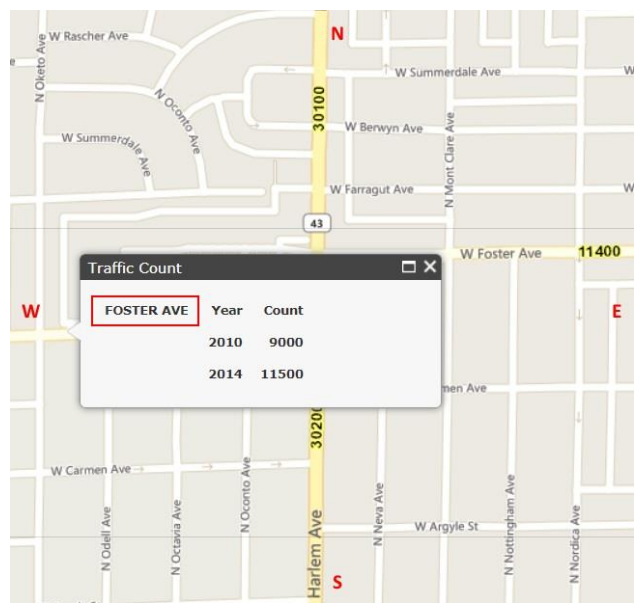 N
W Rascher Ave
N Oketo Ave
N Oconto Ave
W Summerdale Ave
W
30100
W Berwyn Ave
W Summerdale Ave
N Mont Clare Ave
W Farragut Ave
W
43
W Foster Ave
11400
Traffic Count
W
FOSTER AVE Year Count
E
2010 9000
2014 11500
men Ave
30200
W Carmen Ave
N Odell Ave
N Octavia Ave
N Oconto Ave
Harlem Ave
N Neva Ave
W Argyle St
N Nottingham Ave
N Nordica Ave
S